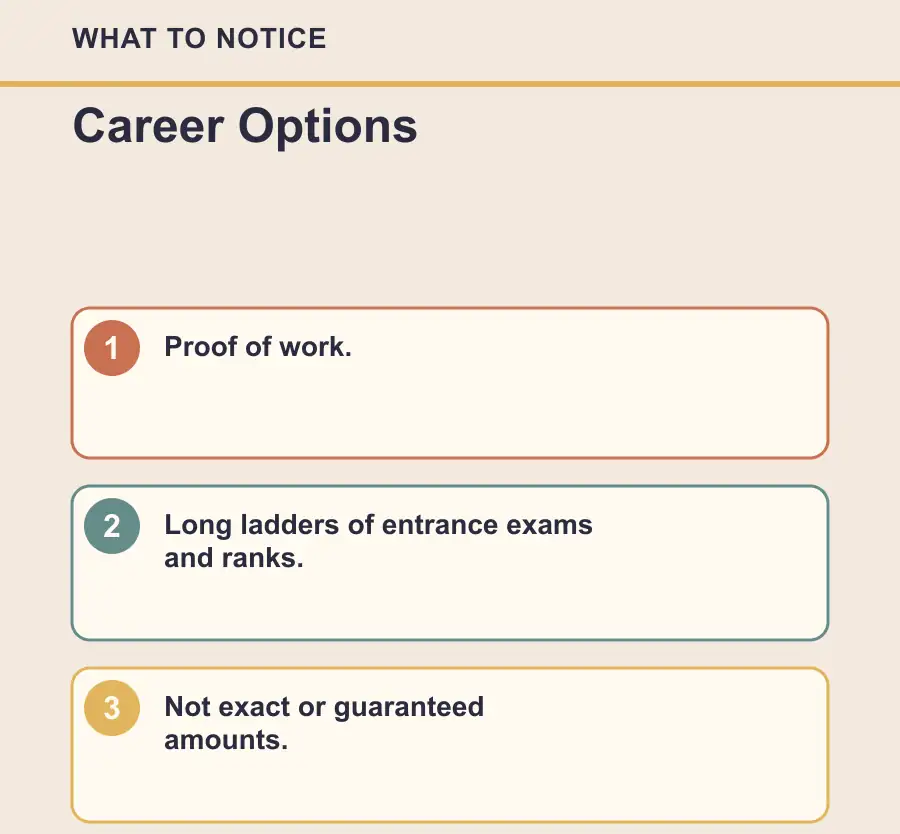 WHAT TO NOTICE
Career Options
1
Proof of work.
2
Long ladders of entrance exams
and ranks.
3
Not exact or guaranteed
amounts.